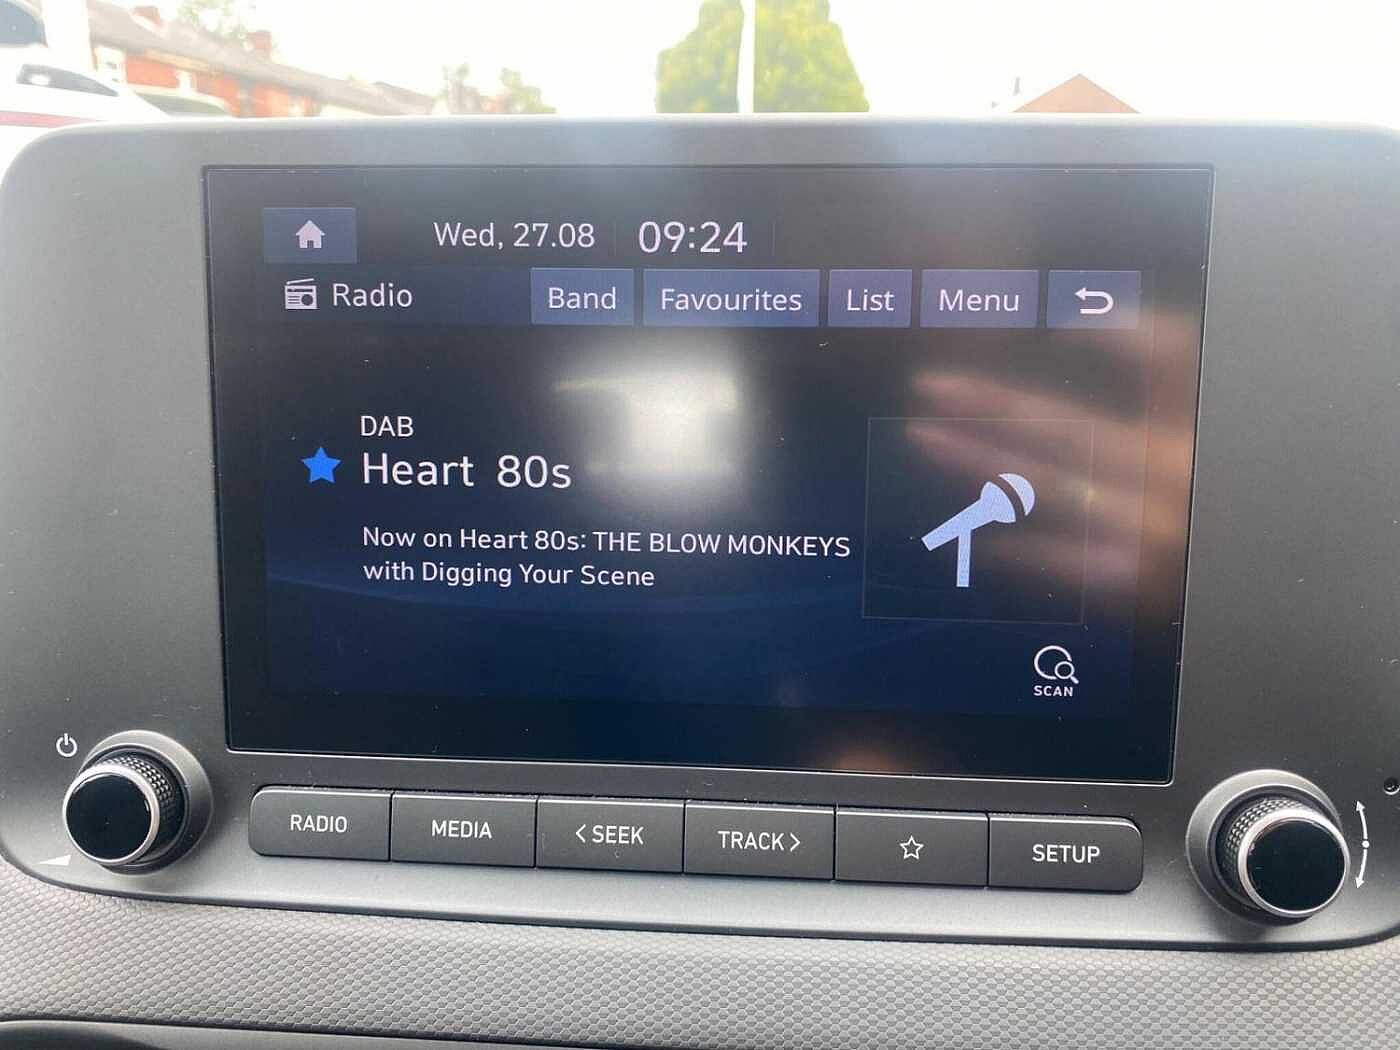 Wed, 27.08 09:24
Radio Band Favourites List Menu
DAB
Heart 80s
Now on Heart 80s: THE BLOW MONKEYS
with Digging Your Scene
SCAN
RADIO MEDIA <SEEK TRACK> SETUP